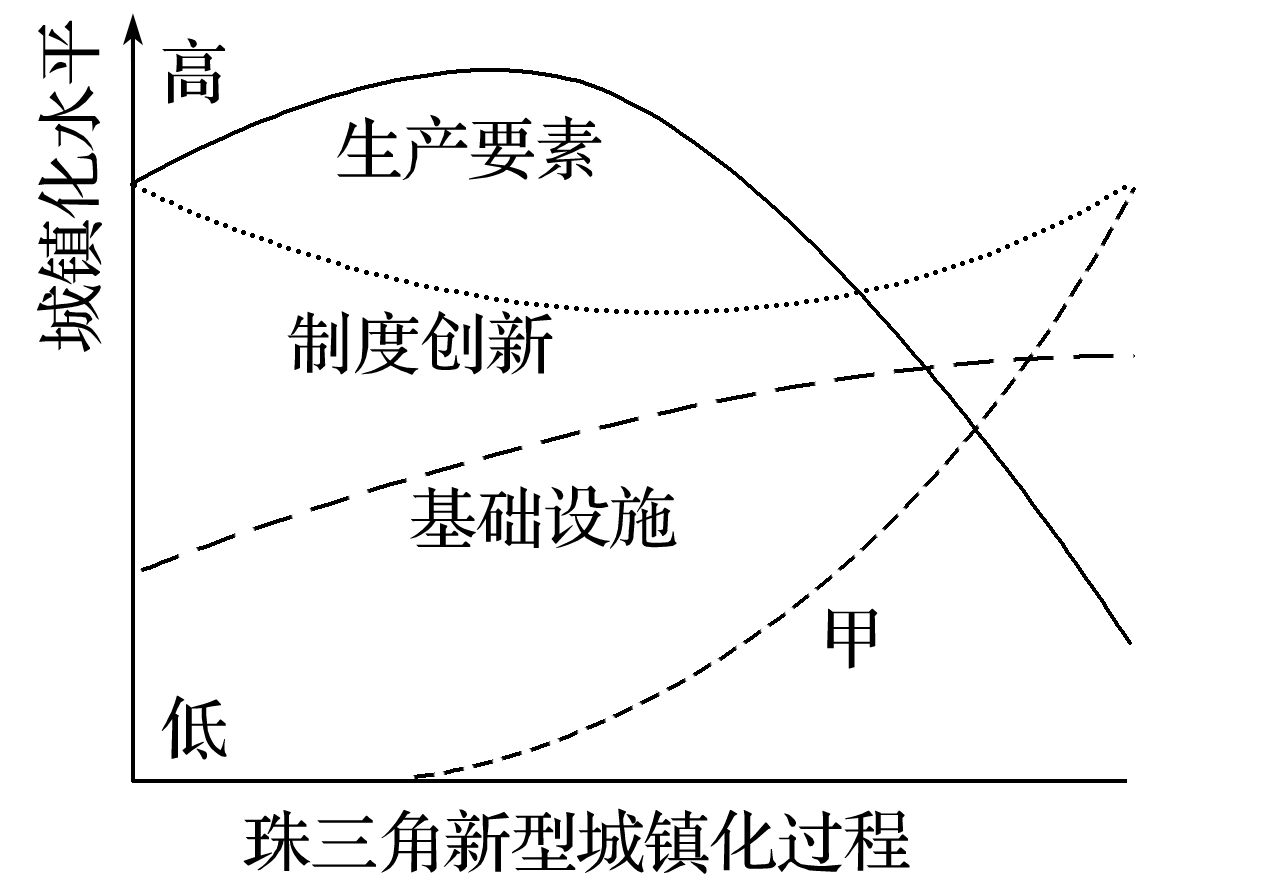 城镇化水平
高
生产要素
制度创新
基础设施
甲
低
珠三角新型城镇化过程